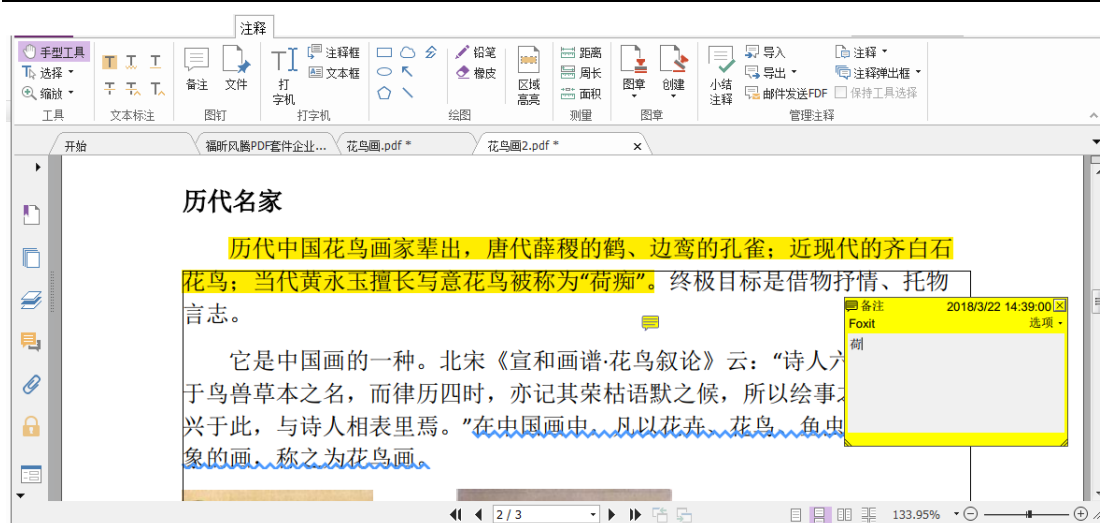 注释
手型工具
选择
缩放
工具
T T T
文本标注
备注
文件
图钉
打
字机
注释框
文本框
打字机
铅笔
橡皮
绘图
区域
高亮
距离
周长
面积
测量
图章
创建
图章
小结
注释
导入
导出
邮件发送FDF
注释
注释弹出框
保持工具选择
管理注释
开始
福昕风腾PDF套件企业...
花鸟画.pdf *
花鸟画2.pdf *
历代名家
历代中国花鸟画家辈出，唐代薛稷的鹤、边鸾的孔雀；近现代的齐白石
花鸟；当代黄永玉擅长写意花鸟被称为“荷痴”。终极目标是借物抒情、托物
言志。
备注 2018/3/22 14:39:00
Foxit 选项
荷
它是中国画的一种。北宋《宣和画谱·花鸟叙论》云：“诗人六
于鸟兽草本之名，而律历四时，亦记其荣枯语默之候，所以绘事
兴于此，与诗人相表里焉。”在中国画中，凡以花卉、花鸟、鱼虫
象的画，称之为花鸟画。
2 / 3
133.95%